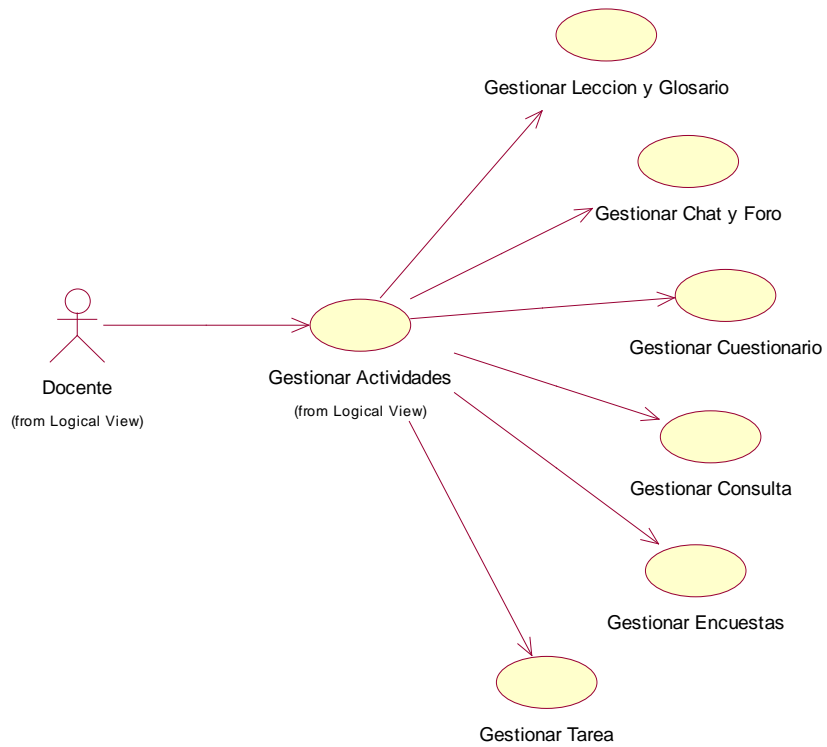 Gestionar Leccion y Glosario
Gestionar Chat y Foro
Gestionar Cuestionario
Docente
(from Logical View)
Gestionar Actividades
(from Logical View)
Gestionar Consulta
Gestionar Encuestas
Gestionar Tarea